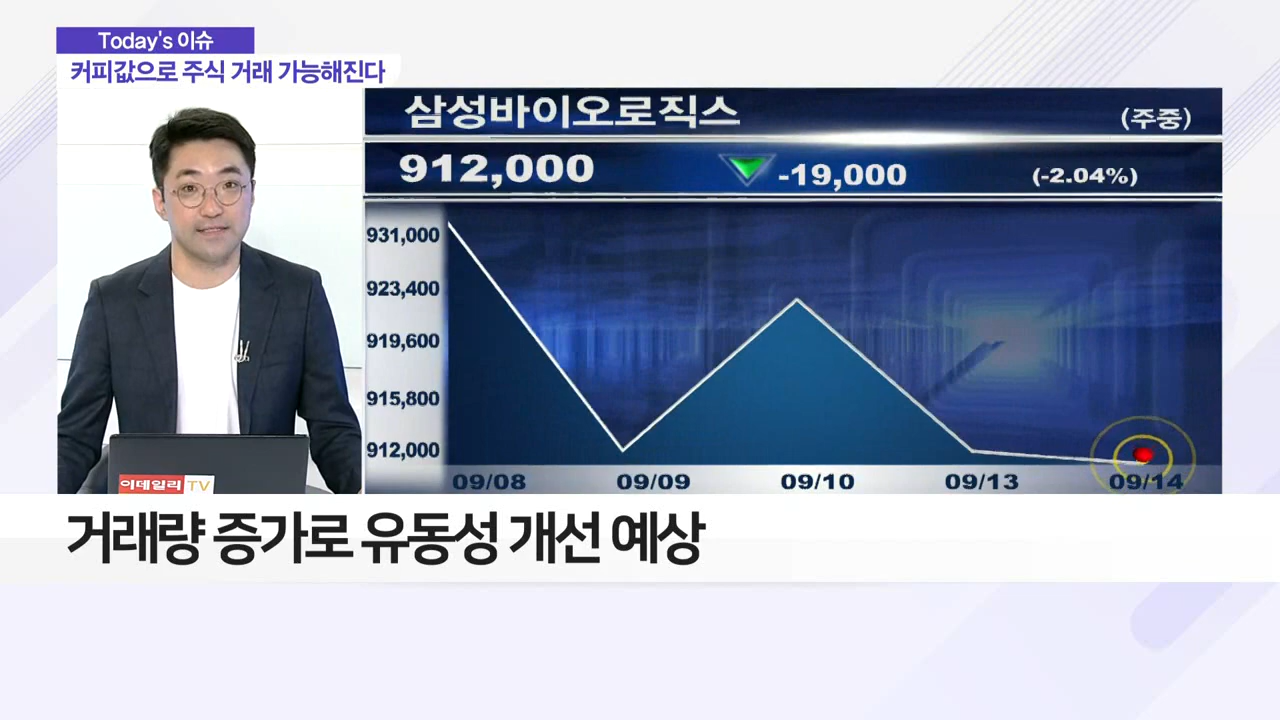 Today's 이슈
커피값으로 주식 거래 가능해진다
삼성바이오로직스 (주중)
912,000 -19,000 (-2.04%)
931,000
923,400
919,600
915,800
912,000
09/08 09/09 09/10 09/13 09/14
이데일리 TV
거래량 증가로 유동성 개선 예상